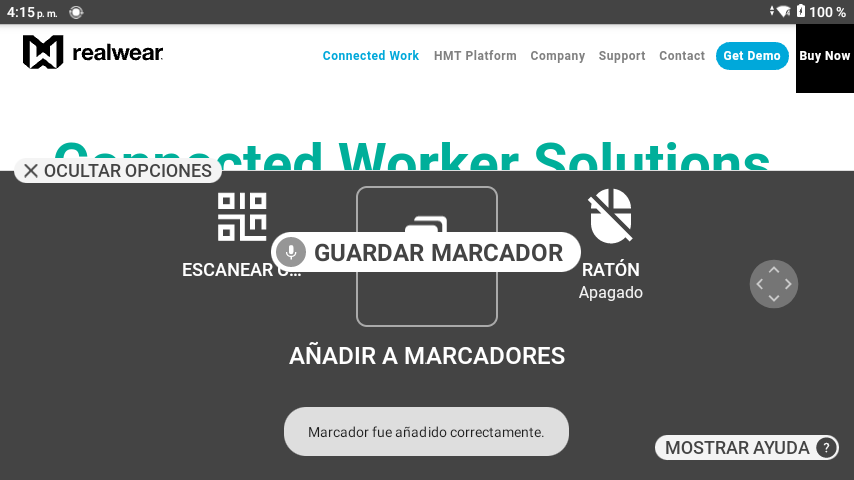 4:15 p. m.
100 %
realwear
Connected Work
HMT Platform
Company
Support
Contact
Get Demo
Buy Now
Connected Worker Solutions
OCULTAR OPCIONES
GUARDAR MARCADOR
ESCANEAR C...
RATÓN
Apagado
AÑADIR A MARCADORES
Marcador fue añadido correctamente.
MOSTRAR AYUDA ?